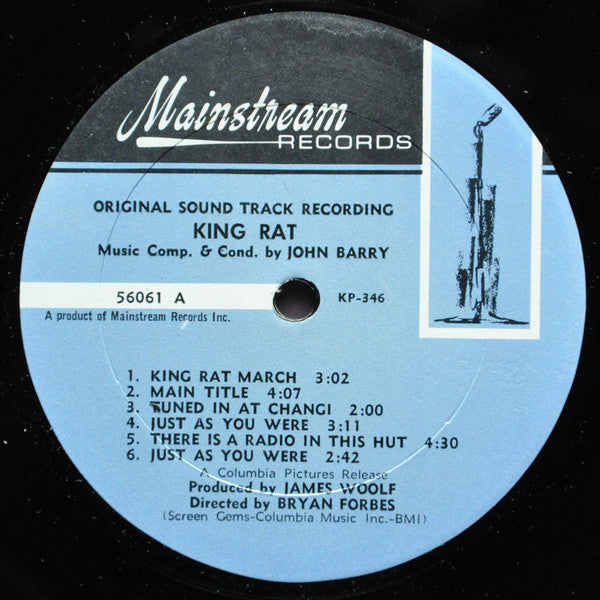 Mainstream
RECORDS
ORIGINAL SOUND TRACK RECORDING
KING RAT
Music Comp. & Cond. by JOHN BARRY
56061 A
KP-346
A product of Mainstream Records Inc.
1. KING RAT MARCH 3:02
2. MAIN TITLE 4:07
3. TUNED IN AT CHANGI 2:00
4. JUST AS YOU WERE 3:11
5. THERE IS A RADIO IN THIS HUT 4:30
6. JUST AS YOU WERE 2:42
A Columbia Pictures Release
Produced by JAMES WOOLF
Directed by BRYAN FORBES
(Screen Gems-Columbia Music Inc.-BMI)